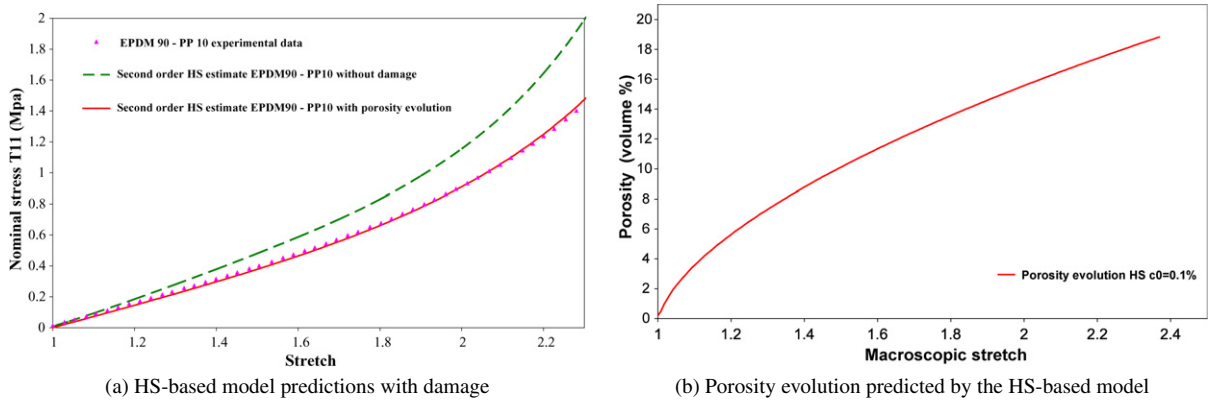 2
1.8
1.6
1.4
1.2
1
0.8
0.6
0.4
0.2
0
Nominal stress T11 (Mpa)
EPDM 90 - PP 10 experimental data
Second order HS estimate EPDM90 - PP10 without damage
Second order HS estimate EPDM90 - PP10 with porosity evolution
1 1.2 1.4 1.6 1.8 2 2.2
Stretch
(a) HS-based model predictions with damage
20
18
16
14
12
10
8
6
4
2
0
Porosity (volume %)
Porosity evolution HS c0=0.1%
1 1.2 1.4 1.6 1.8 2 2.2 2.4
Macroscopic stretch
(b) Porosity evolution predicted by the HS-based model